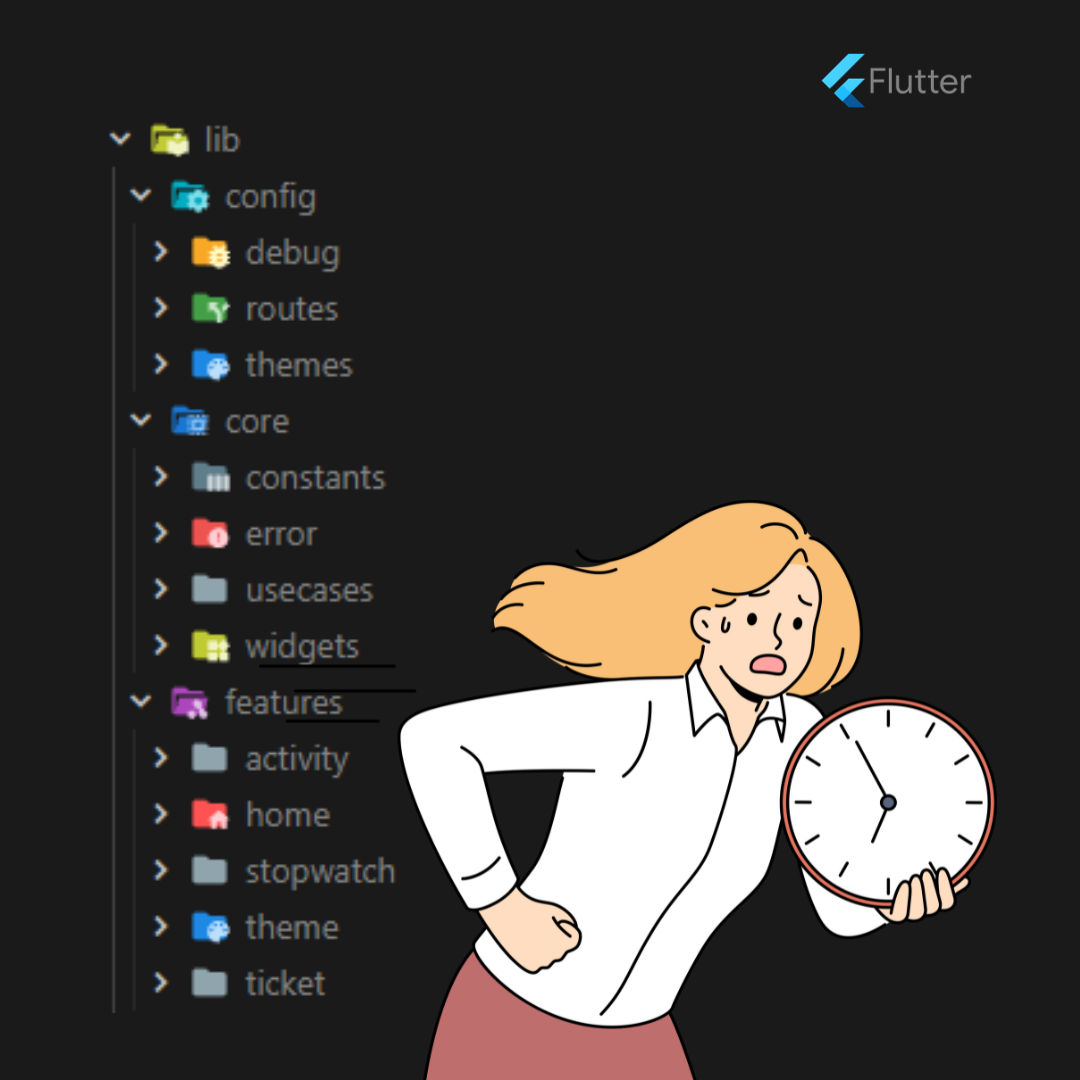 Flutter
lib
config
debug
routes
themes
core
constants
error
usecases
widgets
features
activity
home
stopwatch
theme
ticket